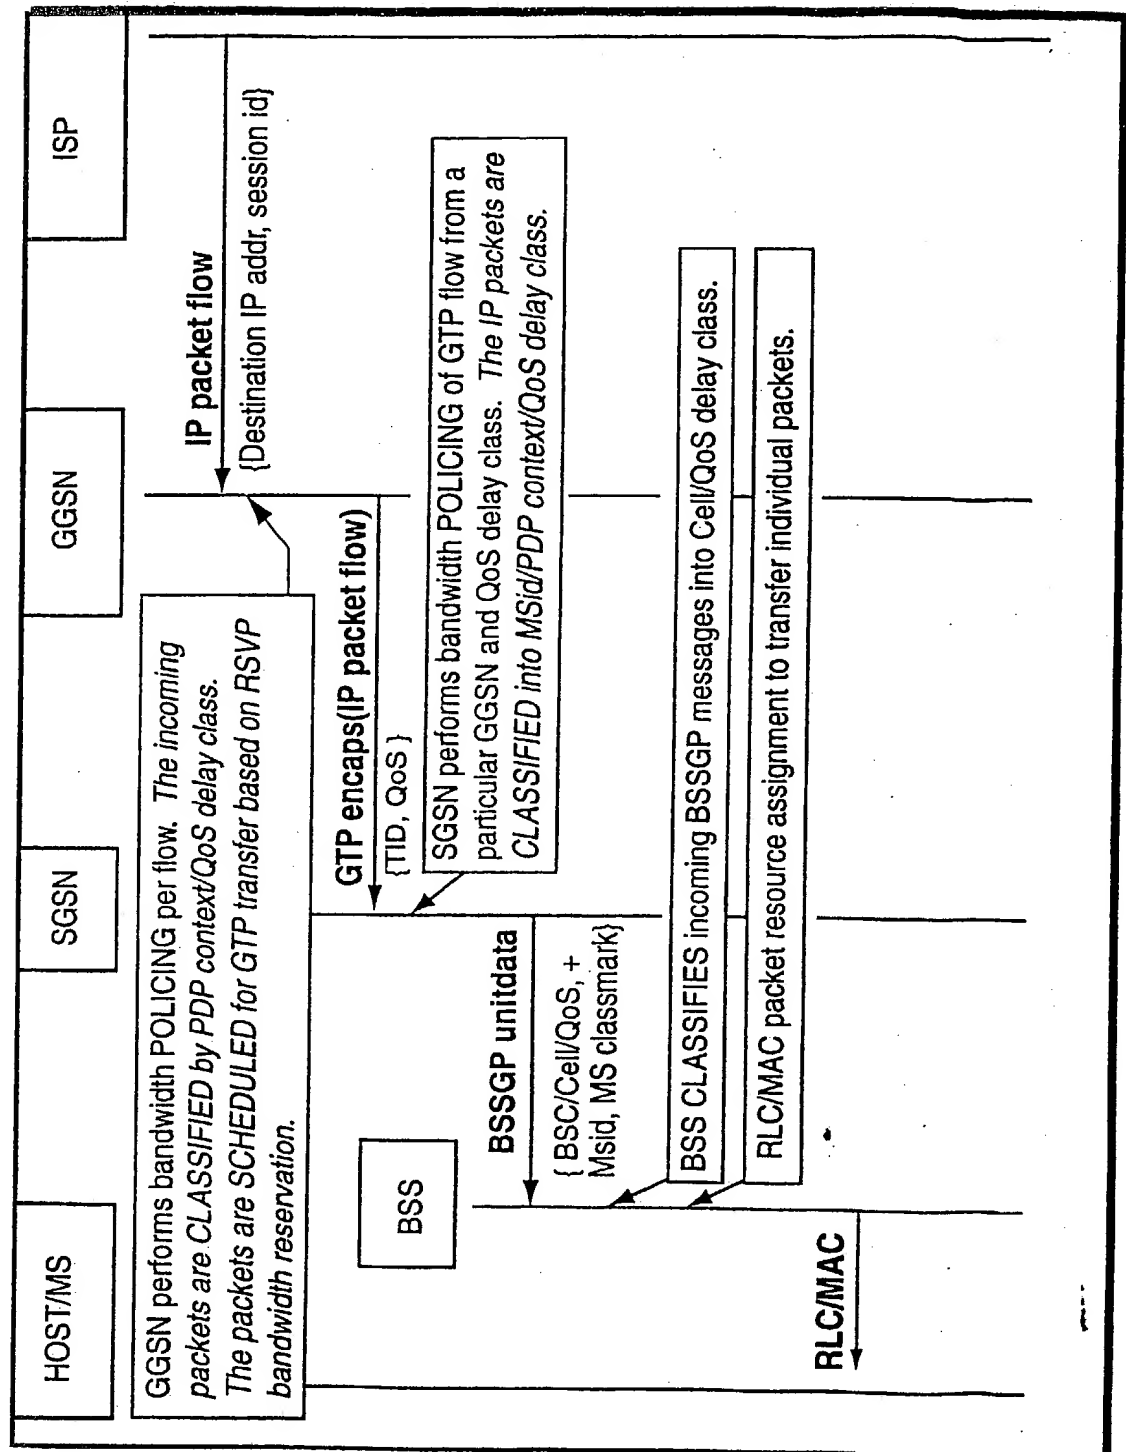 HOST/MS
SGSN
GGSN
ISP
GGSN performs bandwidth POLICING per flow. The incoming
packets are CLASSIFIED by PDP context/QoS delay class.
The packets are SCHEDULED for GTP transfer based on RSVP
bandwidth reservation.
IP packet flow
{Destination IP addr, session id}
GTP encaps(IP packet flow)
{TID, QoS }
BSS
SGSN performs bandwidth POLICING of GTP flow from a
particular GGSN and QoS delay class. The IP packets are
CLASSIFIED into MSid/PDP context/QoS delay class.
BSSGP unitdata
{ BSC/Cell/QoS, +
Msid, MS classmark}
BSS CLASSIFIES incoming BSSGP messages into Cell/QoS delay class.
RLC/MAC packet resource assignment to transfer individual packets.
RLC/MAC